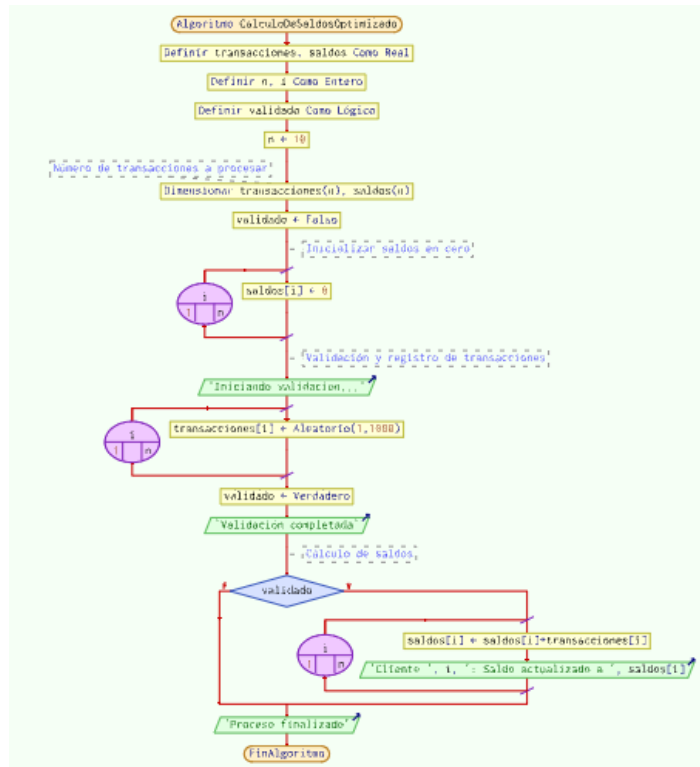 Algoritmo CalculoDeSaldosOptimizado
Definir transacciones, saldos Como Real
Definir n, i Como Entero
Definir validado Como Lógico
n ← 10
Número de transacciones a procesar
Dimensionar transacciones(n), saldos(n)
validado ← Falso
Inicializar saldos en cero
i
saldos[i] ← 0
1 n
Validación y registro de transacciones
'Iniciando validacion...'
transacciones[i] ← Aleatorio(1,1000)
i
1 n
validado ← Verdadero
'Validacion completada'
Cálculo de saldos
F V
validado
saldos[i] ← saldos[i]+transacciones[i]
i
1 n
'Cliente ', i, ': Saldo actualizado a ', saldos[i]
'Proceso finalizado'
FinAlgoritmo